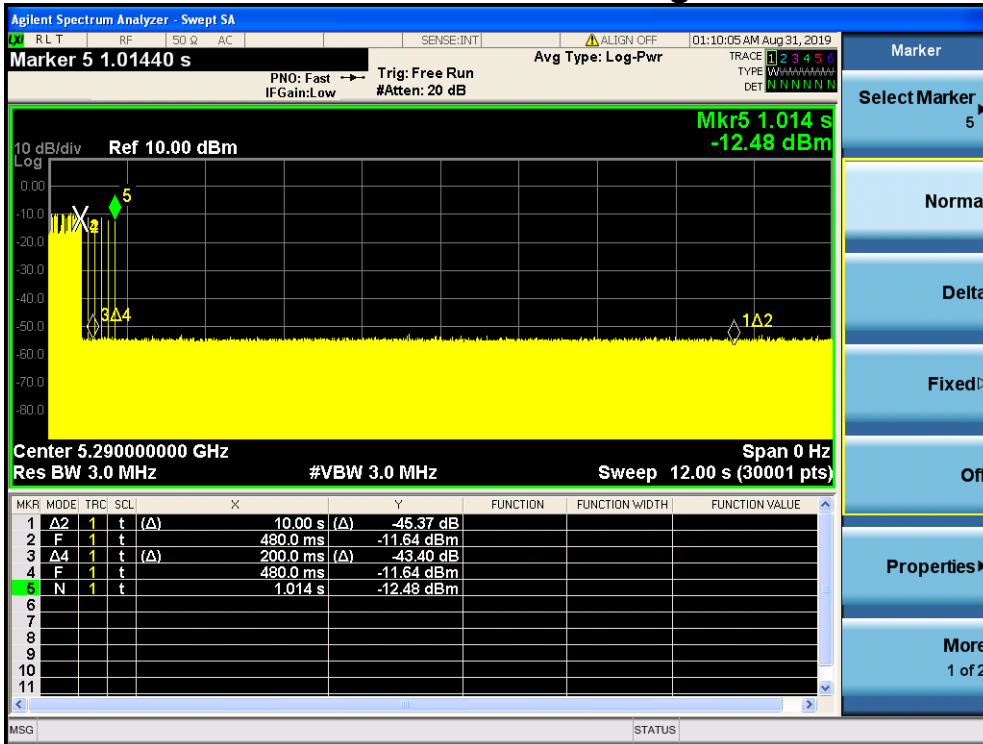 Agilent Spectrum Analyzer - Swept SA
LXI RLT RF 50 Ω AC SENSE:INT ALIGN OFF 01:10:05 AM Aug 31, 2019
Marker 5 1.01440 s
PNO: Fast
IFGain:Low
Trig: Free Run
#Atten: 20 dB
Avg Type: Log-Pwr
TRACE 1 2 3 4 5 6
TYPE W
DET N N N N N N
Mkr5 1.014 s
-12.48 dBm
10 dB/div Ref 10.00 dBm
Log
0.00
-10.0
-20.0
-30.0
-40.0
-50.0
-60.0
-70.0
-80.0
5
X
2
3Δ4
1Δ2
Center 5.290000000 GHz Span 0 Hz
Res BW 3.0 MHz #VBW 3.0 MHz Sweep 12.00 s (30001 pts)
MKR MODE TRC SCL X Y FUNCTION FUNCTION WIDTH FUNCTION VALUE
1 Δ2 1 t (Δ) 10.00 s (Δ) -45.37 dB
2 F 1 t 480.0 ms -11.64 dBm
3 Δ4 1 t (Δ) 200.0 ms (Δ) -43.40 dB
4 F 1 t 480.0 ms -11.64 dBm
5 N 1 t 1.014 s -12.48 dBm
6
7
8
9
10
11
MSG STATUS
Marker
Select Marker
5
Norma
Delta
Fixed
Off
Properties
More
1 of 2